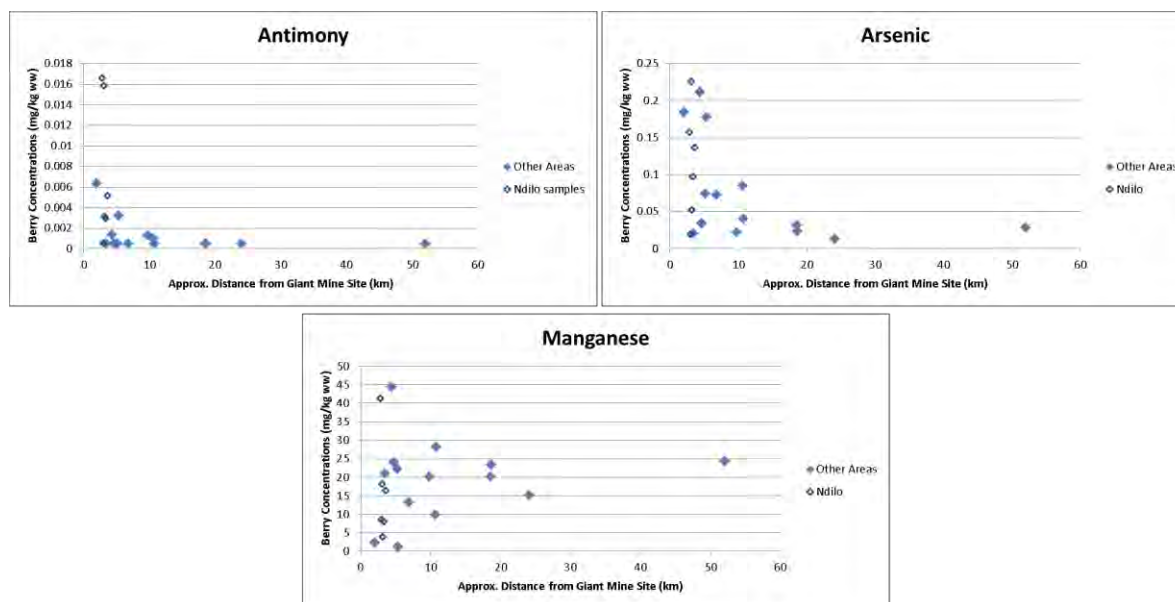 Antimony
Berry Concentrations (mg/kg ww)
0.018
0.016
0.014
0.012
0.01
0.008
0.006
0.004
0.002
0
0 10 20 30 40 50 60
Approx. Distance from Giant Mine Site (km)
Other Areas
Ndilo samples
Arsenic
Berry Concentrations (mg/kg ww)
0.25
0.2
0.15
0.1
0.05
0
0 10 20 30 40 50 60
Approx. Distance from Giant Mine Site (km)
Other Areas
Ndilo
Manganese
Berry Concentrations (mg/kg ww)
50
45
40
35
30
25
20
15
10
5
0
0 10 20 30 40 50 60
Approx. Distance from Giant Mine Site (km)
Other Areas
Ndilo